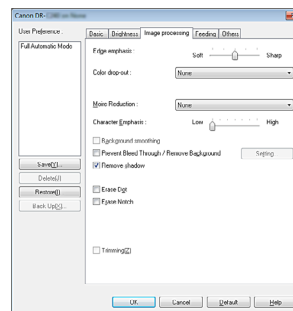 Canon DR-
User Preference :
Full Automatic Mode
Save(Y)...
Delete(J)
Restore(I)
Back Up(X)...
Basic Brightness Image processing Feeding Others
Edge emphasis :
Soft Sharp
Color drop-out :
None
Moire Reduction :
None
Character Emphasis :
Low High
Background smoothing
Prevent Bleed Through / Remove Background
Setting
Remove shadow
Erase Dot
Erase Notch
Trimming(Z)
OK Cancel Default Help